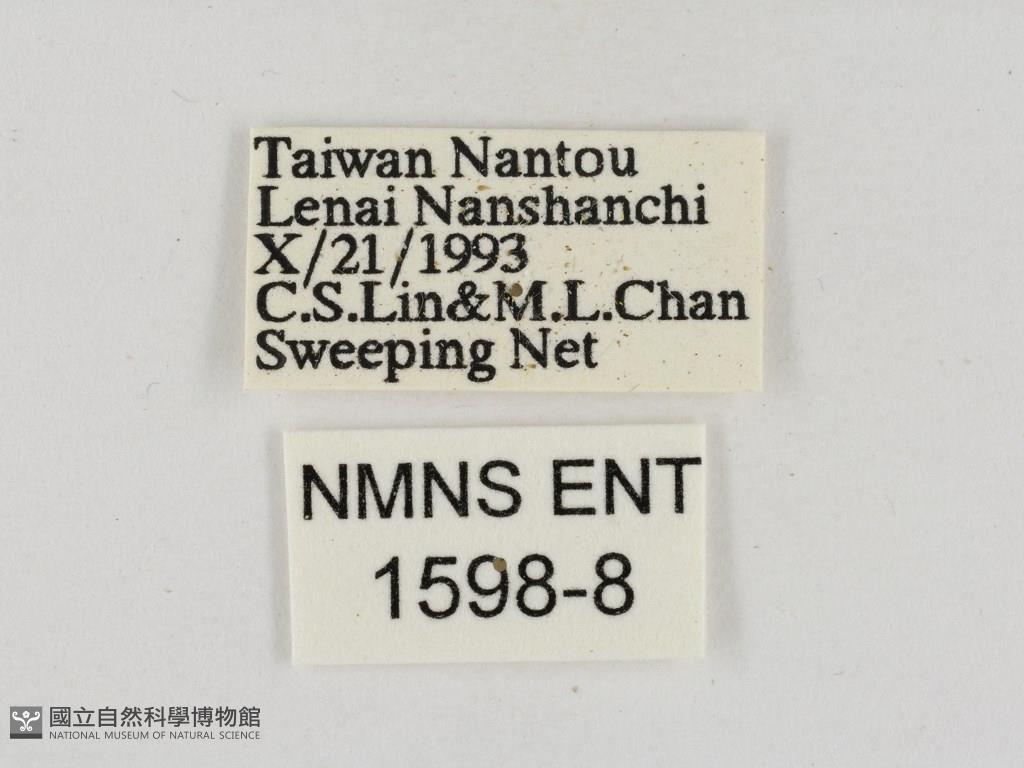 Taiwan Nantou
Lenai Nanshanchi
X/21/1993
C.S.Lin&M.L.Chan
Sweeping Net
NMNS ENT
1598-8
國立自然科學博物館
NATIONAL MUSEUM OF NATURAL SCIENCE